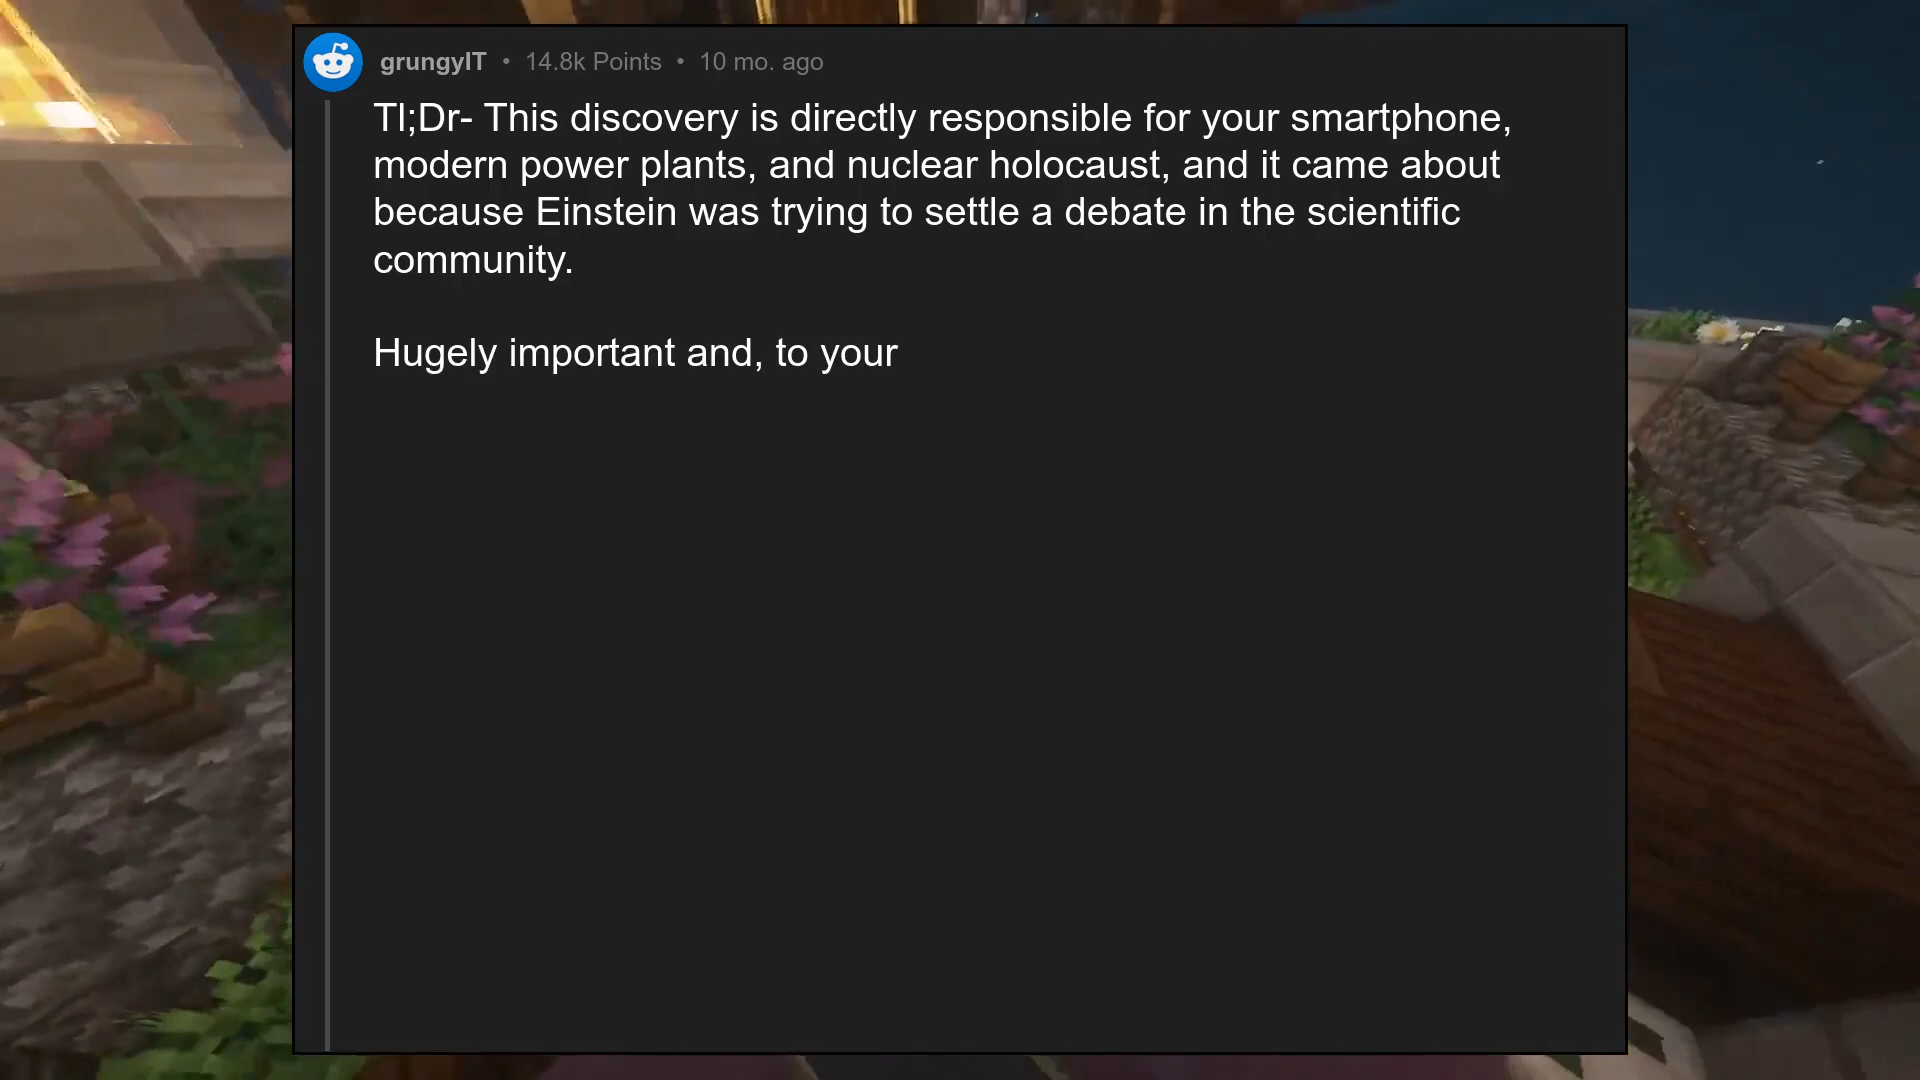 grungyIT • 14.8k Points • 10 mo. ago
Tl;Dr- This discovery is directly responsible for your smartphone,
modern power plants, and nuclear holocaust, and it came about
because Einstein was trying to settle a debate in the scientific
community.
Hugely important and, to your